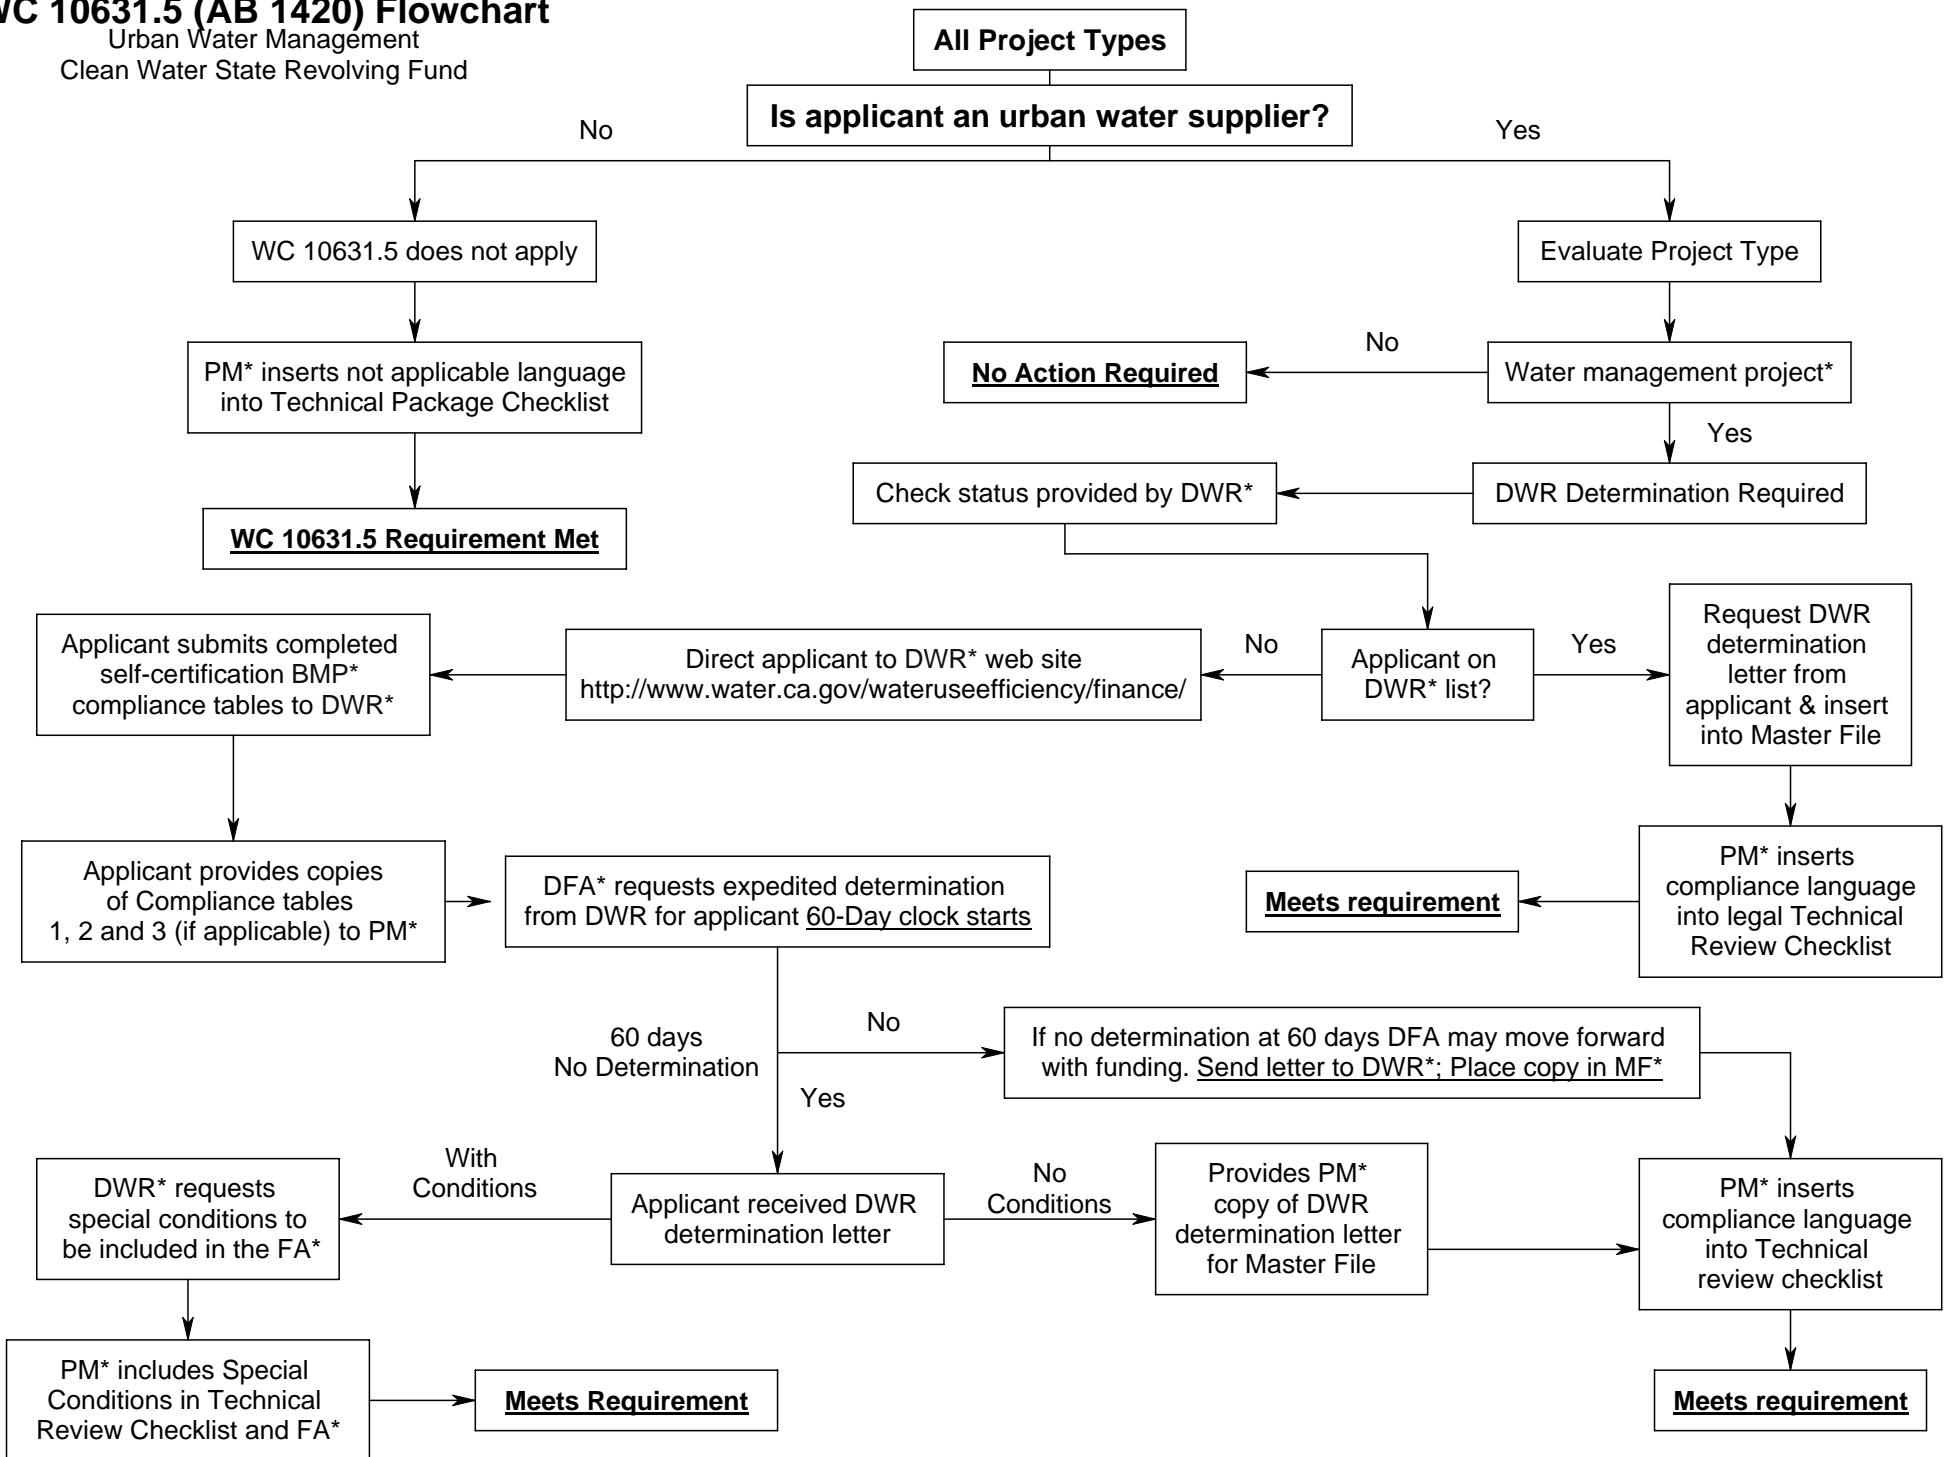 WC 10631.5 (AB 1420) Flowchart
Urban Water Management
Clean Water State Revolving Fund
All Project Types
Is applicant an urban water supplier?
No
Yes
WC 10631.5 does not apply
Evaluate Project Type
PM* inserts not applicable language
into Technical Package Checklist
No Action Required
No
Water management project*
Yes
WC 10631.5 Requirement Met
Check status provided by DWR*
DWR Determination Required
Applicant submits completed
self-certification BMP*
compliance tables to DWR*
Direct applicant to DWR* web site
http://www.water.ca.gov/wateruseefficiency/finance/
No
Applicant on
DWR* list?
Yes
Request DWR
determination
letter from
applicant & insert
into Master File
Applicant provides copies
of Compliance tables
1, 2 and 3 (if applicable) to PM*
DFA* requests expedited determination
from DWR for applicant 60-Day clock starts
Meets requirement
PM* inserts
compliance language
into legal Technical
Review Checklist
60 days
No Determination
No
If no determination at 60 days DFA may move forward
with funding. Send letter to DWR*; Place copy in MF*
Yes
DWR* requests
special conditions to
be included in the FA*
With
Conditions
Applicant received DWR
determination letter
No
Conditions
Provides PM*
copy of DWR
determination letter
for Master File
PM* inserts
compliance language
into Technical
review checklist
PM* includes Special
Conditions in Technical
Review Checklist and FA*
Meets Requirement
Meets requirement